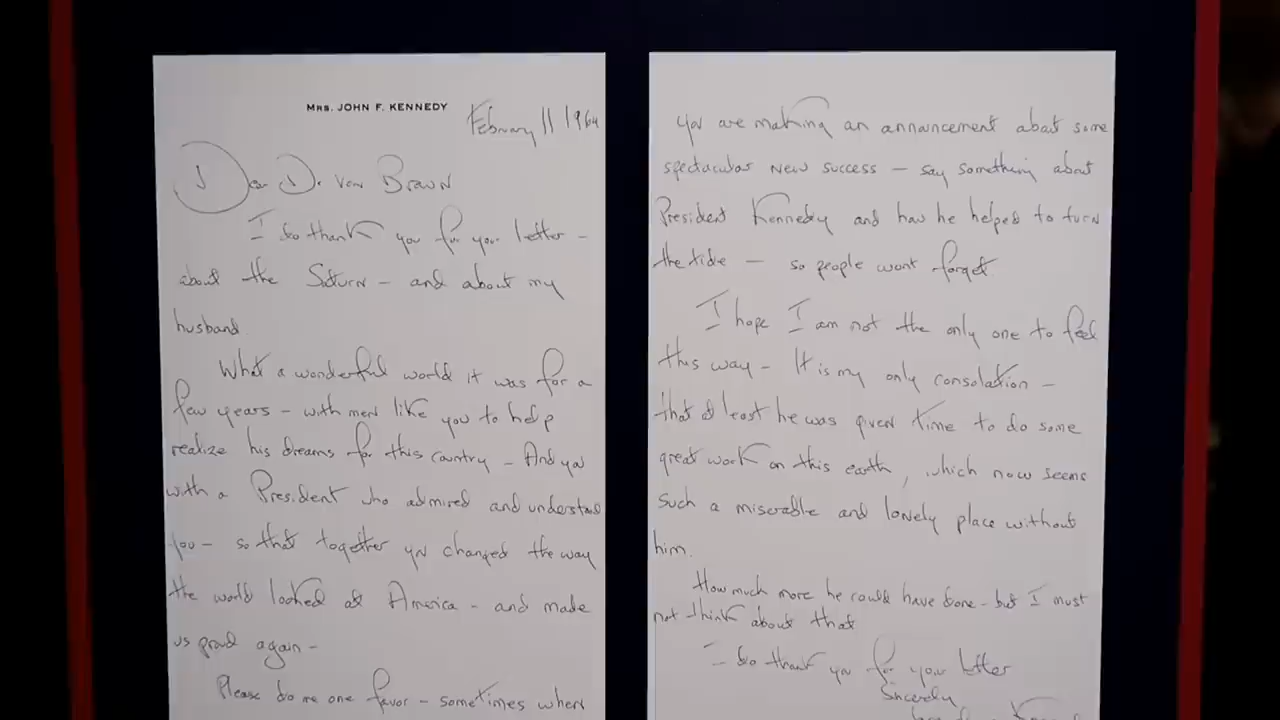 MRS. JOHN F. KENNEDY
February 11 1964
Dear Dr von Braun
I do thank you for your letter –
about the Saturn – and about my
husband.
What a wonderful world it was for a
few years – with men like you to help
realize his dreams for this country – And you
with a President who admired and understood
you – so that together you changed the way
the world looked at America – and made
us proud again –
Please do me one favor – sometimes when
you are making an announcement about some
spectacular new success – say something about
President Kennedy and how he helped to turn
the tide – so people wont forget
I hope I am not the only one to feel
this way – It is my only consolation –
that at least he was given time to do some
great work on this earth, which now seems
such a miserable and lonely place without
him.
How much more he could have done – but I must
not think about that
I do thank you for your letter
Sincerely